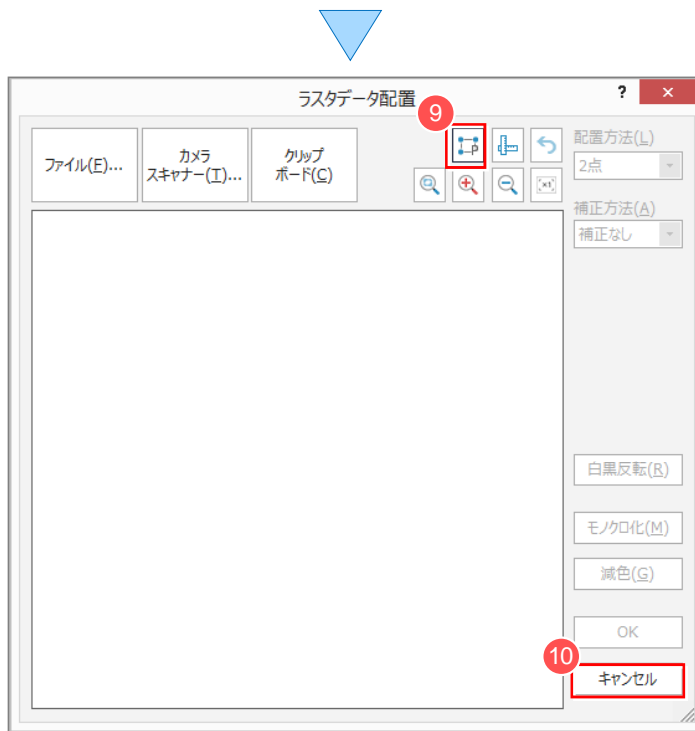 ラスタデータ配置
?
×
9
ファイル(F)...
カメラ
スキャナー(T)...
クリップ
ボード(C)
配置方法(L)
2点
×1
補正方法(A)
補正なし
白黒反転(R)
モノクロ化(M)
減色(G)
OK
10
キャンセル